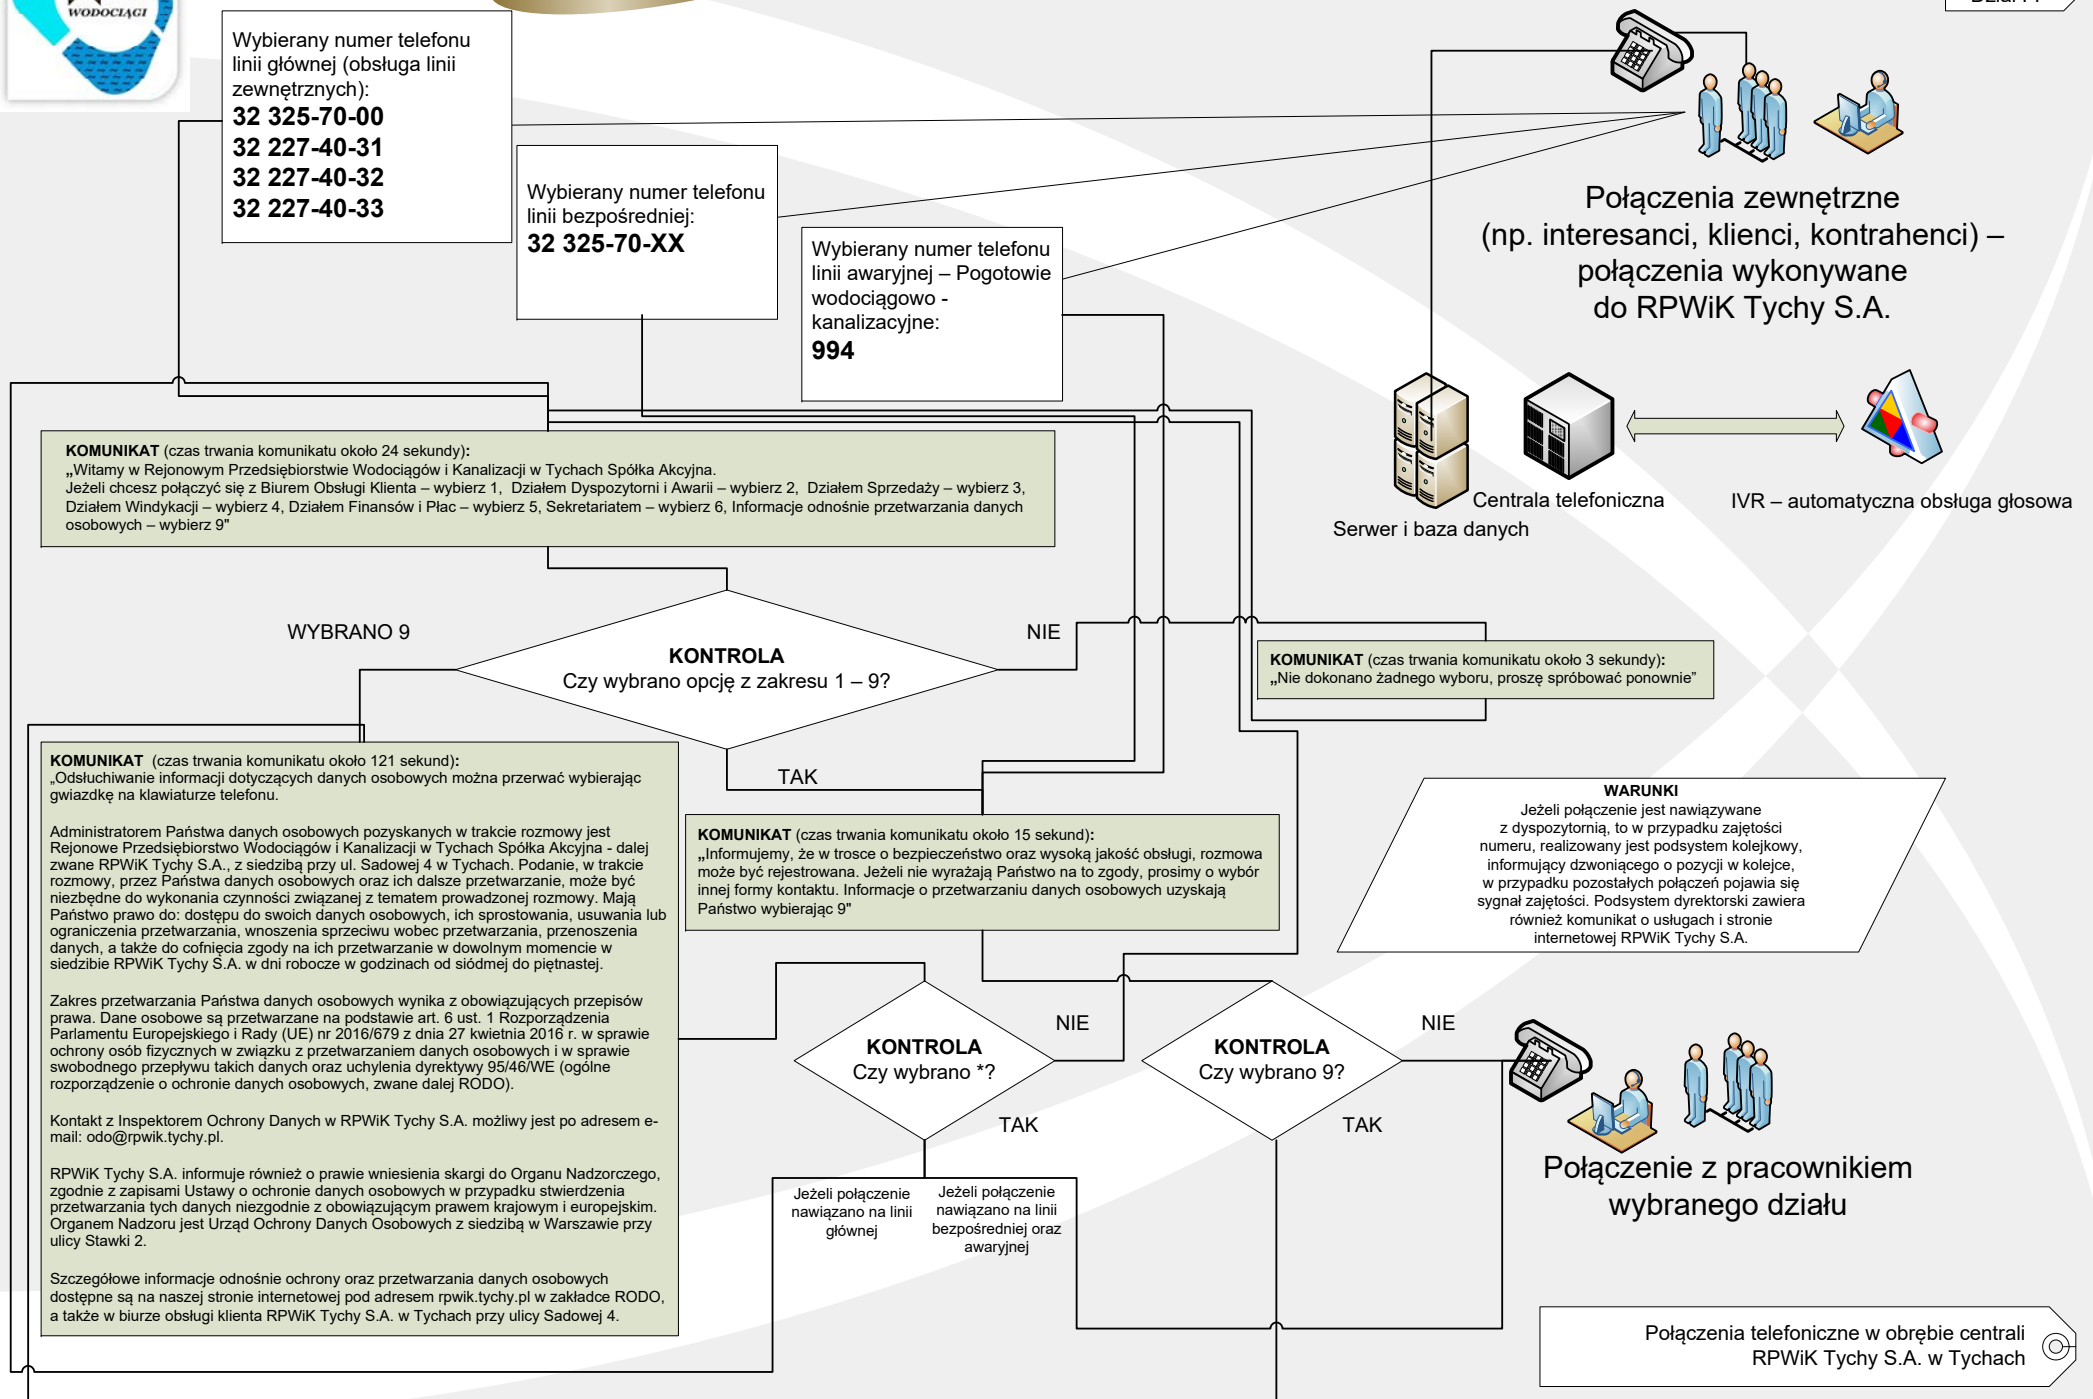 WODOCIĄGI
Wybierany numer telefonu
linii głównej (obsługa linii
zewnętrznych):
32 325-70-00
32 227-40-31
32 227-40-32
32 227-40-33
Wybierany numer telefonu
linii bezpośredniej:
32 325-70-XX
Wybierany numer telefonu
linii awaryjnej – Pogotowie
wodociągowo -
kanalizacyjne:
994
Połączenia zewnętrzne
(np. interesanci, klienci, kontrahenci) –
połączenia wykonywane
do RPWiK Tychy S.A.
Centrala telefoniczna
IVR – automatyczna obsługa głosowa
Serwer i baza danych
KOMUNIKAT (czas trwania komunikatu około 24 sekundy):
„Witamy w Rejonowym Przedsiębiorstwie Wodociągów i Kanalizacji w Tychach Spółka Akcyjna.
Jeżeli chcesz połączyć się z Biurem Obsługi Klienta – wybierz 1, Działem Dyspozytorni i Awarii – wybierz 2, Działem Sprzedaży – wybierz 3,
Działem Windykacji – wybierz 4, Działem Finansów i Płac – wybierz 5, Sekretariatem – wybierz 6, Informacje odnośnie przetwarzania danych
osobowych – wybierz 9"
WYBRANO 9
KONTROLA
Czy wybrano opcję z zakresu 1 – 9?
NIE
TAK
KOMUNIKAT (czas trwania komunikatu około 3 sekundy):
„Nie dokonano żadnego wyboru, proszę spróbować ponownie”
KOMUNIKAT (czas trwania komunikatu około 121 sekund):
„Odsłuchiwanie informacji dotyczących danych osobowych można przerwać wybierając
gwiazdkę na klawiaturze telefonu.
Administratorem Państwa danych osobowych pozyskanych w trakcie rozmowy jest
Rejonowe Przedsiębiorstwo Wodociągów i Kanalizacji w Tychach Spółka Akcyjna - dalej
zwane RPWiK Tychy S.A., z siedzibą przy ul. Sadowej 4 w Tychach. Podanie, w trakcie
rozmowy, przez Państwa danych osobowych oraz ich dalsze przetwarzanie, może być
niezbędne do wykonania czynności związanej z tematem prowadzonej rozmowy. Mają
Państwo prawo do: dostępu do swoich danych osobowych, ich sprostowania, usuwania lub
ograniczenia przetwarzania, wnoszenia sprzeciwu wobec przetwarzania, przenoszenia
danych, a także do cofnięcia zgody na ich przetwarzanie w dowolnym momencie w
siedzibie RPWiK Tychy S.A. w dni robocze w godzinach od siódmej do piętnastej.
Zakres przetwarzania Państwa danych osobowych wynika z obowiązujących przepisów
prawa. Dane osobowe są przetwarzane na podstawie art. 6 ust. 1 Rozporządzenia
Parlamentu Europejskiego i Rady (UE) nr 2016/679 z dnia 27 kwietnia 2016 r. w sprawie
ochrony osób fizycznych w związku z przetwarzaniem danych osobowych i w sprawie
swobodnego przepływu takich danych oraz uchylenia dyrektywy 95/46/WE (ogólne
rozporządzenie o ochronie danych osobowych, zwane dalej RODO).
Kontakt z Inspektorem Ochrony Danych w RPWiK Tychy S.A. możliwy jest po adresem e-
mail: odo@rpwik.tychy.pl.
RPWiK Tychy S.A. informuje również o prawie wniesienia skargi do Organu Nadzorczego,
zgodnie z zapisami Ustawy o ochronie danych osobowych w przypadku stwierdzenia
przetwarzania tych danych niezgodnie z obowiązującym prawem krajowym i europejskim.
Organem Nadzoru jest Urząd Ochrony Danych Osobowych z siedzibą w Warszawie przy
ulicy Stawki 2.
Szczegółowe informacje odnośnie ochrony oraz przetwarzania danych osobowych
dostępne są na naszej stronie internetowej pod adresem rpwik.tychy.pl w zakładce RODO,
a także w biurze obsługi klienta RPWiK Tychy S.A. w Tychach przy ulicy Sadowej 4.
KOMUNIKAT (czas trwania komunikatu około 15 sekund):
„Informujemy, że w trosce o bezpieczeństwo oraz wysoką jakość obsługi, rozmowa
może być rejestrowana. Jeżeli nie wyrażają Państwo na to zgody, prosimy o wybór
innej formy kontaktu. Informacje o przetwarzaniu danych osobowych uzyskają
Państwo wybierając 9"
WARUNKI
Jeżeli połączenie jest nawiązywane
z dyspozytornią, to w przypadku zajętości
numeru, realizowany jest podsystem kolejkowy,
informujący dzwoniącego o pozycji w kolejce,
w przypadku pozostałych połączeń pojawia się
sygnał zajętości. Podsystem dyrektorski zawiera
również komunikat o usługach i stronie
internetowej RPWiK Tychy S.A.
KONTROLA
Czy wybrano *?
NIE
TAK
KONTROLA
Czy wybrano 9?
NIE
TAK
Jeżeli połączenie
nawiązano na linii
głównej
Jeżeli połączenie
nawiązano na linii
bezpośredniej oraz
awaryjnej
Połączenie z pracownikiem
wybranego działu
Połączenia telefoniczne w obrębie centrali
RPWiK Tychy S.A. w Tychach